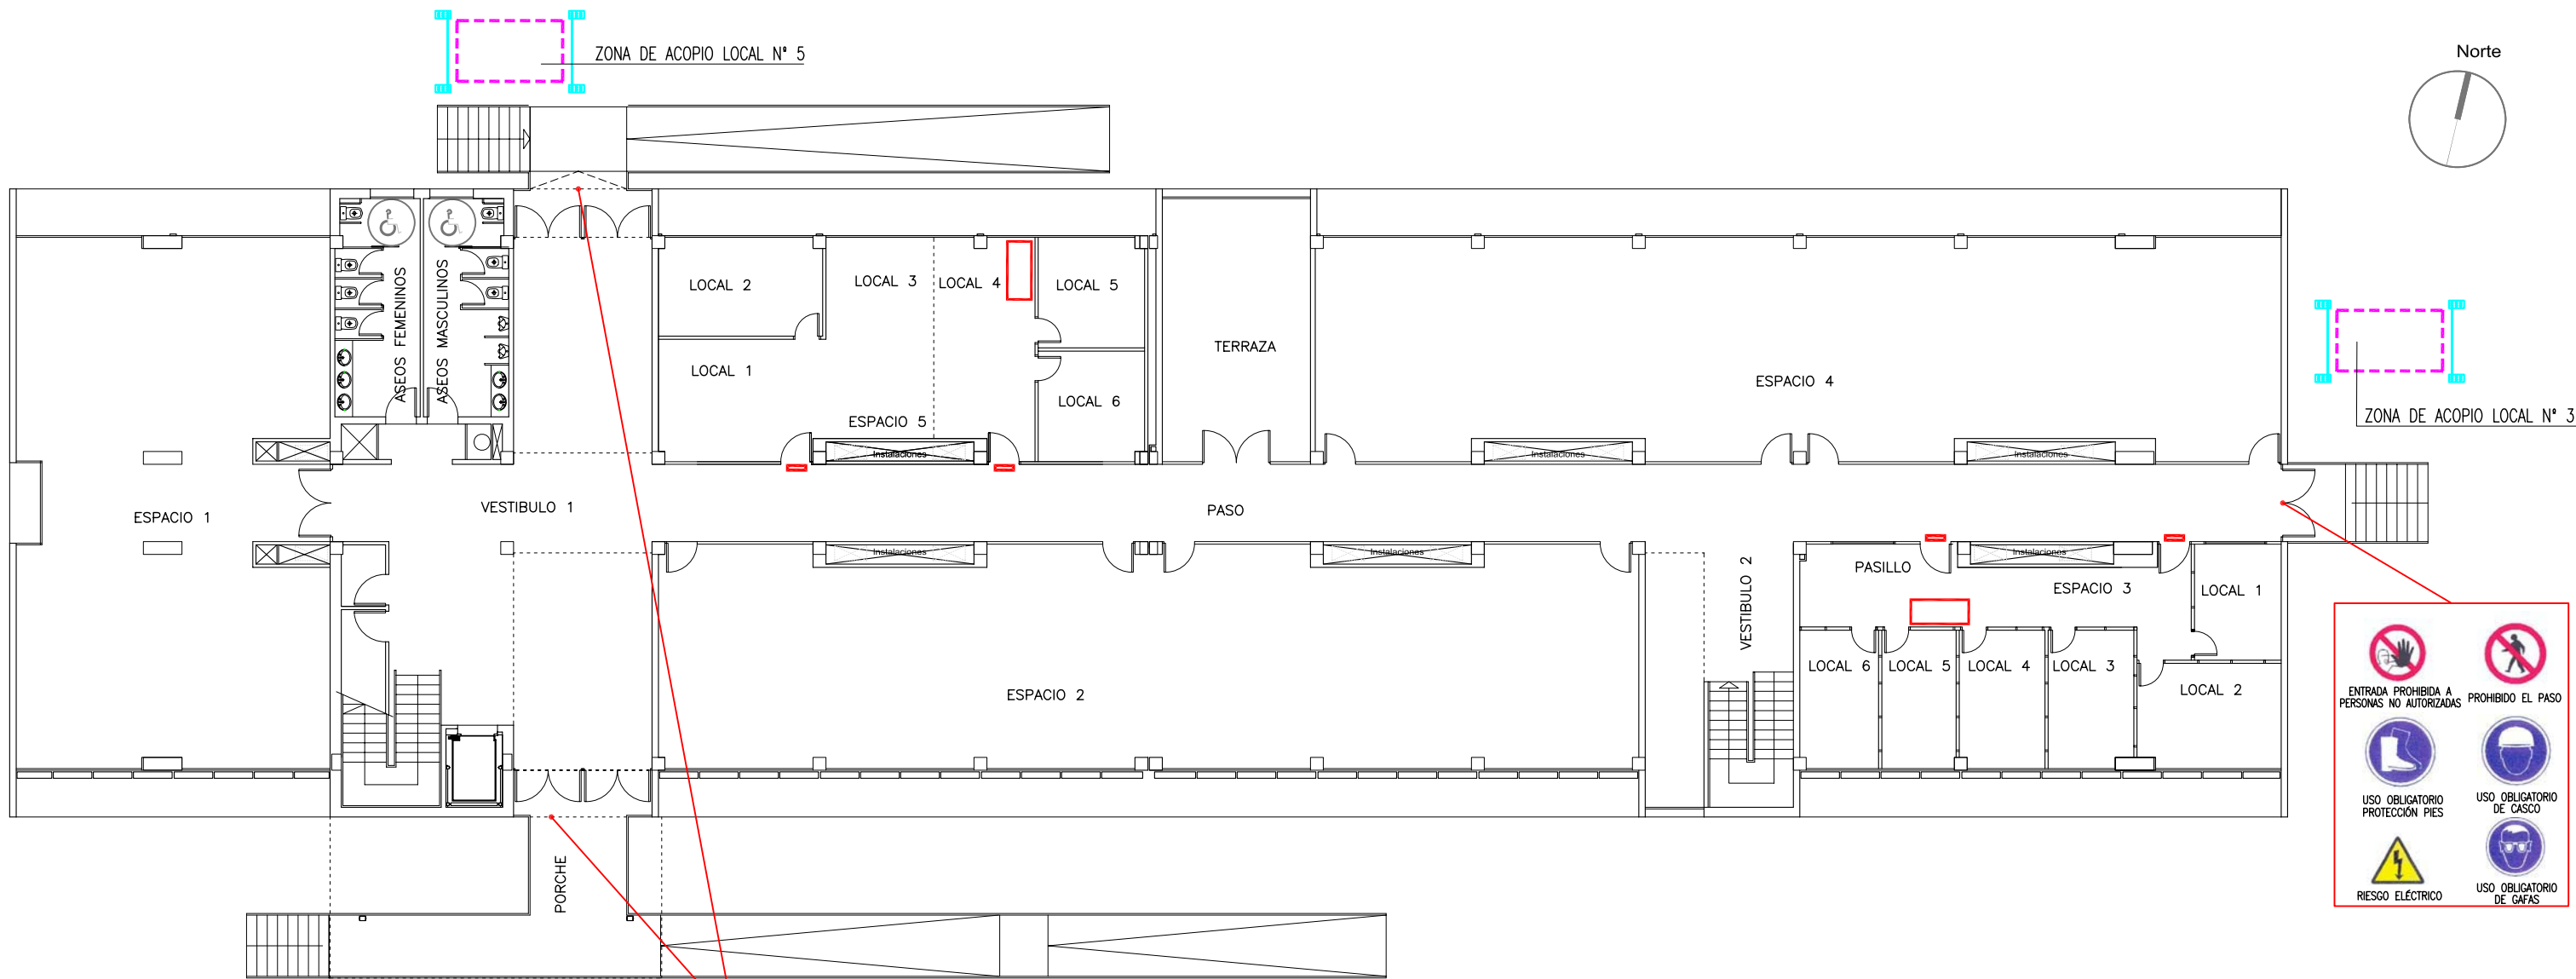 ZONA DE ACOPIO LOCAL Nº 5
Norte
LOCAL 2
LOCAL 3
LOCAL 4
LOCAL 5
ASEOS FEMENINOS
ASEOS MASCULINOS
TERRAZA
LOCAL 1
ESPACIO 4
LOCAL 6
ZONA DE ACOPIO LOCAL Nº 3
ESPACIO 5
Instalaciones
Instalaciones
Instalaciones
ESPACIO 1
VESTIBULO 1
PASO
Instalaciones
Instalaciones
Instalaciones
PASILLO
ESPACIO 3
LOCAL 1
VESTIBULO 2
LOCAL 6
LOCAL 5
LOCAL 4
LOCAL 3
LOCAL 2
ESPACIO 2
PORCHE
ENTRADA PROHIBIDA A
PERSONAS NO AUTORIZADAS
PROHIBIDO EL PASO
USO OBLIGATORIO
PROTECCIÓN PIES
USO OBLIGATORIO
DE CASCO
RIESGO ELÉCTRICO
USO OBLIGATORIO
DE GAFAS